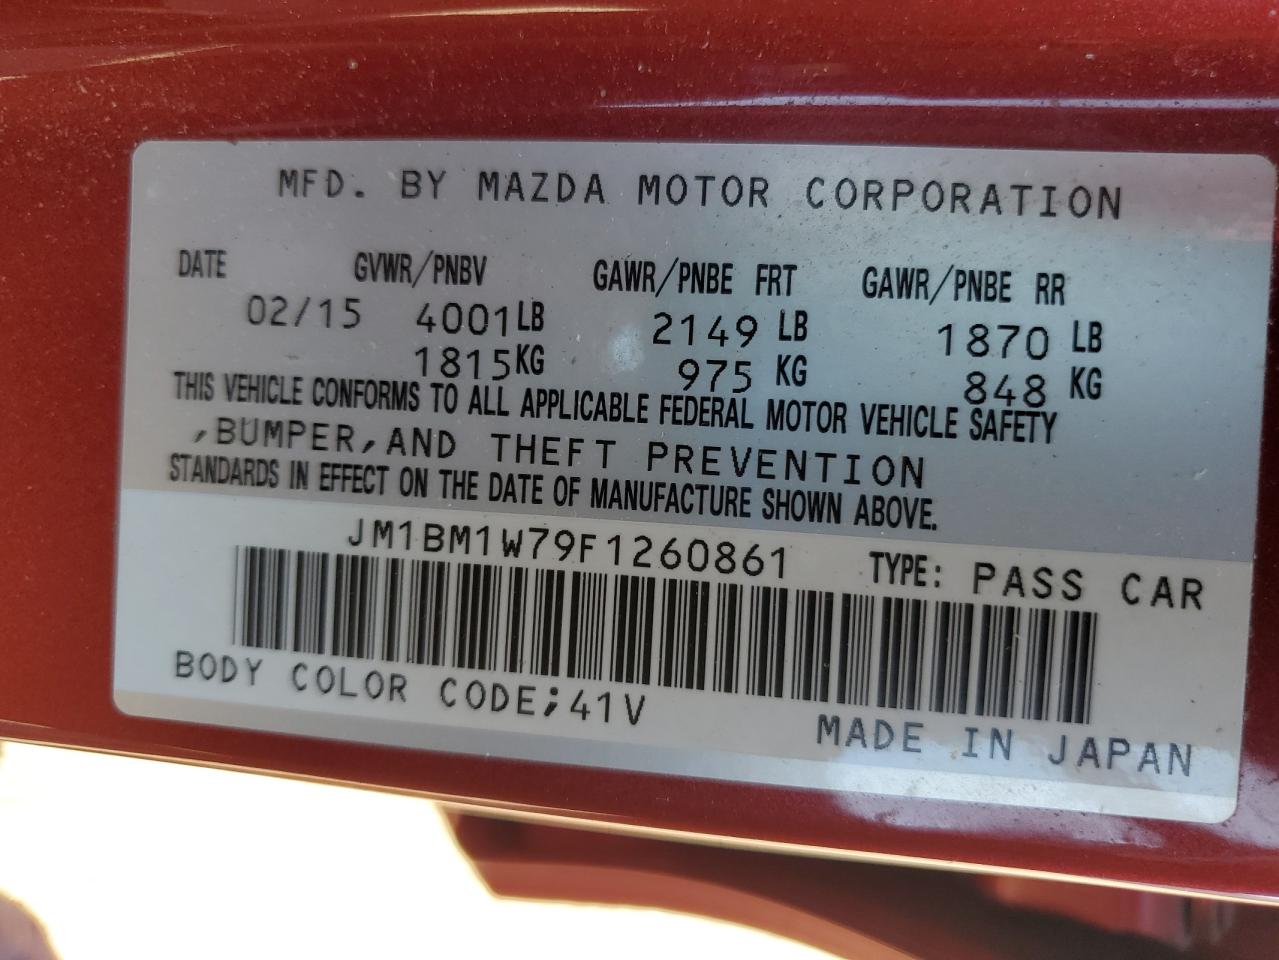 MFD. BY MAZDA MOTOR CORPORATION
DATE GVWR/PNBV GAWR/PNBE FRT GAWR/PNBE RR
02/15 4001LB 2149 LB 1870 LB
1815KG 975 KG 848 KG
THIS VEHICLE CONFORMS TO ALL APPLICABLE FEDERAL MOTOR VEHICLE SAFETY
,BUMPER,AND THEFT PREVENTION
STANDARDS IN EFFECT ON THE DATE OF MANUFACTURE SHOWN ABOVE.
JM1BM1W79F1260861 TYPE: PASS CAR
BODY COLOR CODE;41V
MADE IN JAPAN